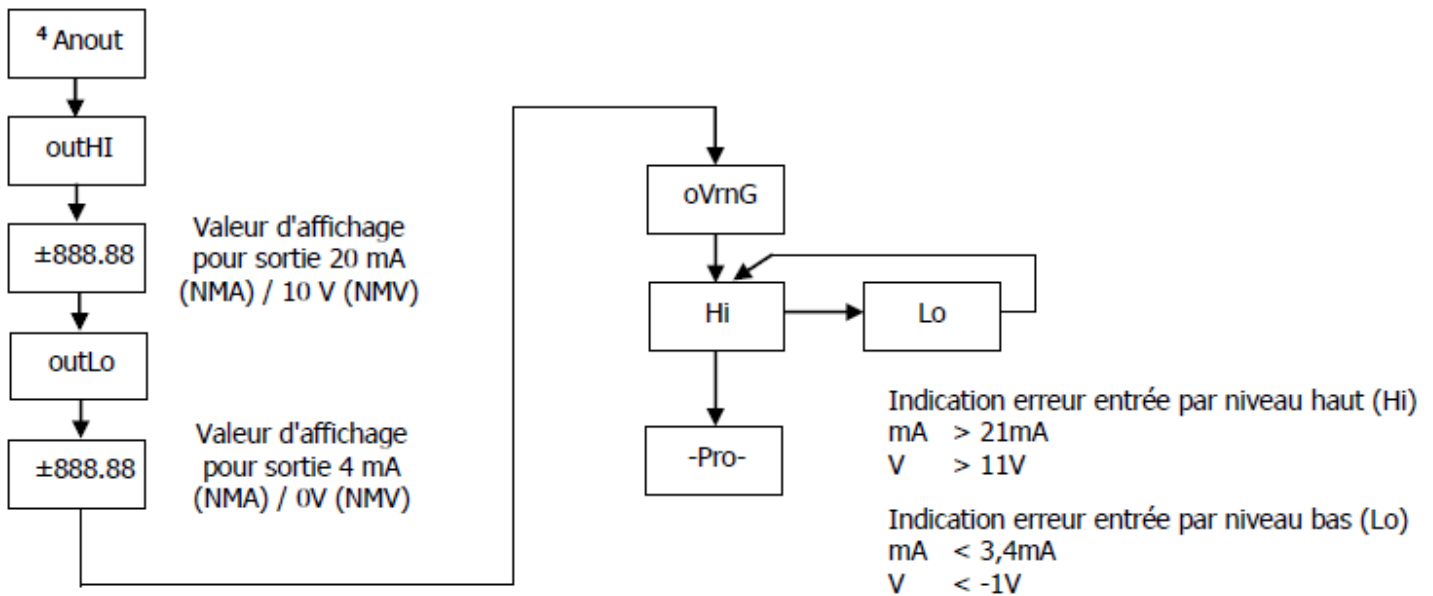 ⁴ Anout
outHI
±888.88
Valeur d'affichage
pour sortie 20 mA
(NMA) / 10 V (NMV)
outLo
±888.88
Valeur d'affichage
pour sortie 4 mA
(NMA) / 0V (NMV)
oVrnG
Hi
Lo
-Pro-
Indication erreur entrée par niveau haut (Hi)
mA > 21mA
V > 11V
Indication erreur entrée par niveau bas (Lo)
mA < 3,4mA
V < -1V